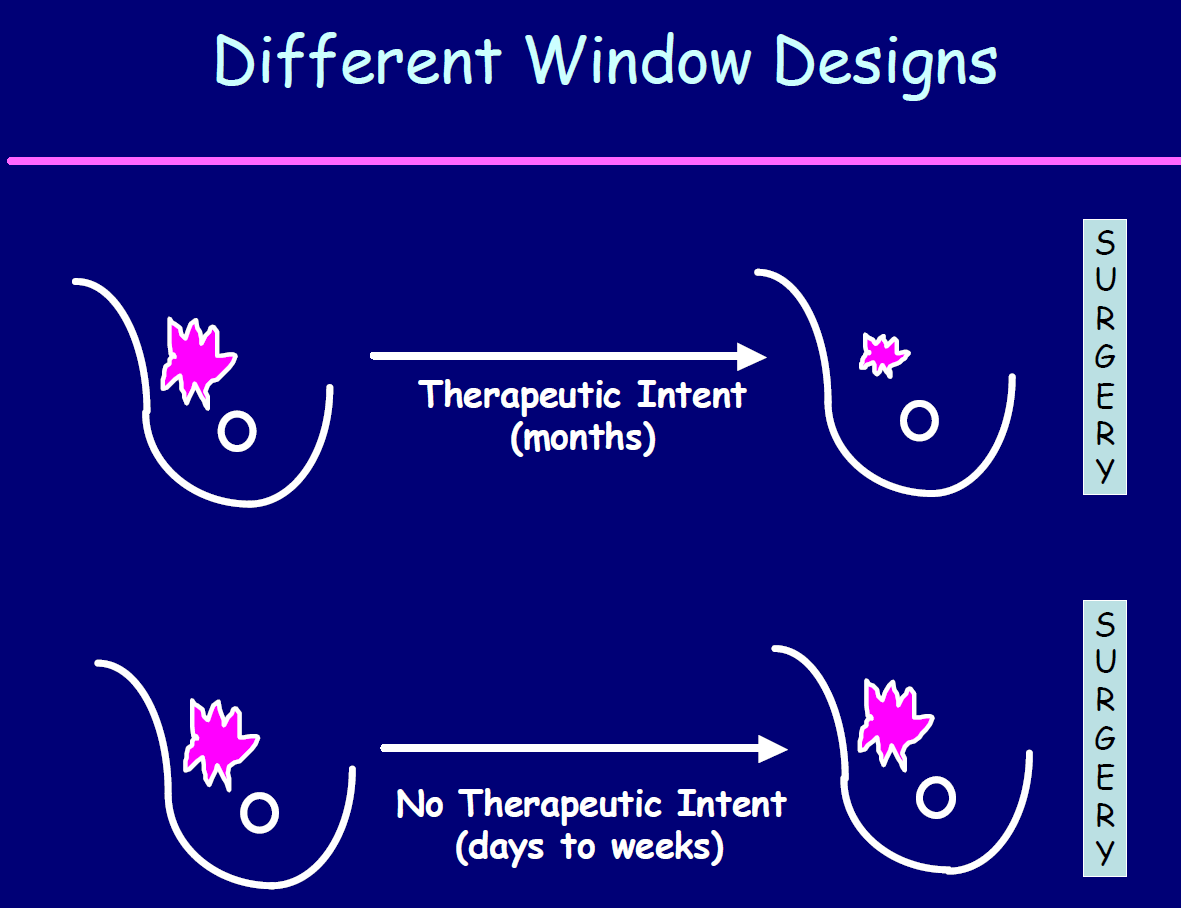 Different Window Designs
Therapeutic Intent
(months)
SURGERY
No Therapeutic Intent
(days to weeks)
SURGERY